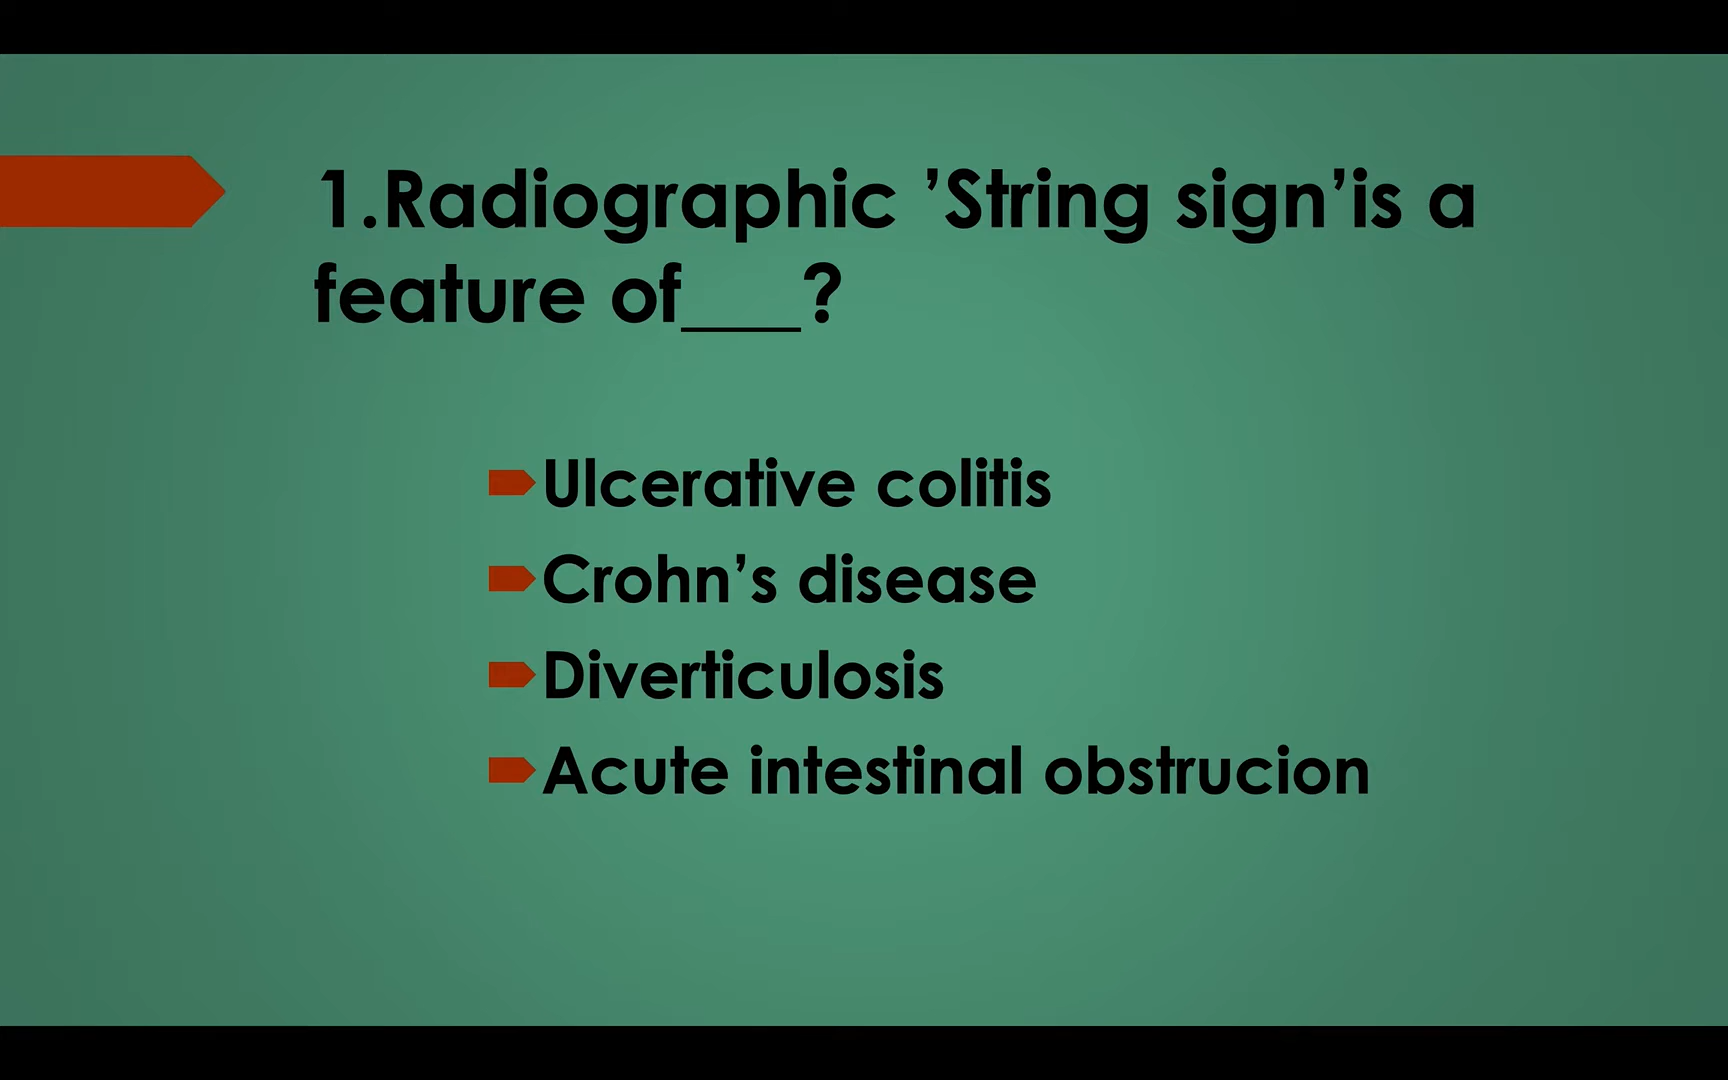 1.Radiographic ’String sign’is a
feature of___?
Ulcerative colitis
Crohn’s disease
Diverticulosis
Acute intestinal obstrucion